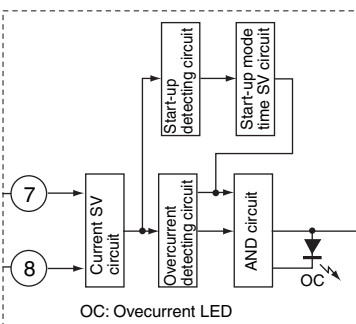 Start-up
detecting circuit
Start-up mode
time SV circuit
7
8
Current SV
circuit
Overcurrent
detecting circuit
AND circuit
OC
OC: Ovecurrent LED